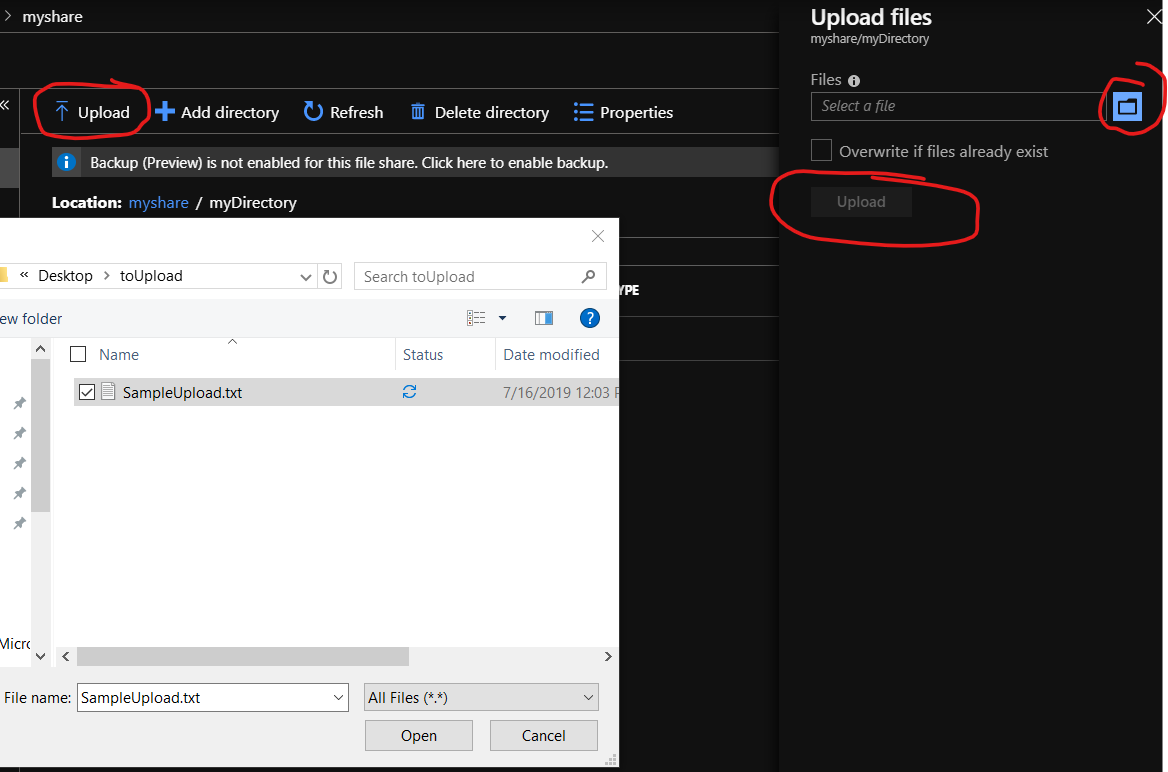 myshare
Upload files
myshare/myDirectory
Files
Select a file
Overwrite if files already exist
Upload
Upload Add directory Refresh Delete directory Properties
Backup (Preview) is not enabled for this file share. Click here to enable backup.
Location: myshare / myDirectory
YPE
« Desktop > toUpload
Search toUpload
ew folder
Name Status Date modified
SampleUpload.txt 7/16/2019 12:03 P
Micro
File name: SampleUpload.txt All Files (*.*)
Open Cancel